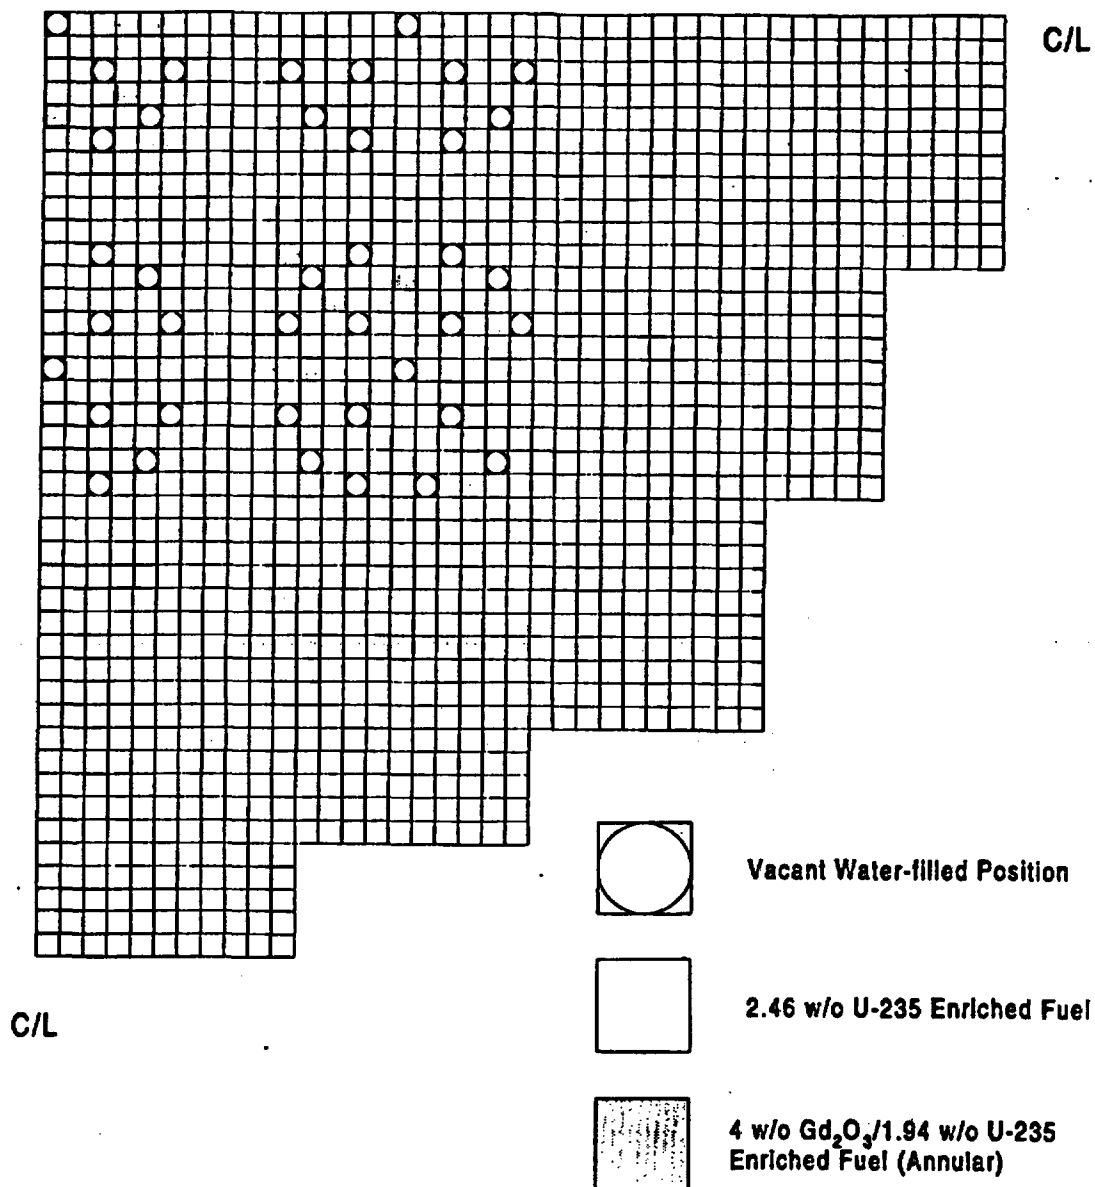 C/L
Vacant Water-filled Position
C/L
2.46 w/o U-235 Enriched Fuel
4 w/o Gd₂O₃/1.94 w/o U-235
Enriched Fuel (Annular)